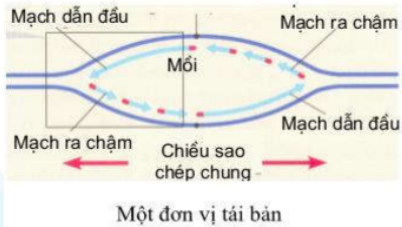 Mạch dẫn đầu
Mạch ra chậm
Mồi
Mạch ra chậm
Mạch dẫn đầu
Chiều sao
chép chung
Một đơn vị tái bản